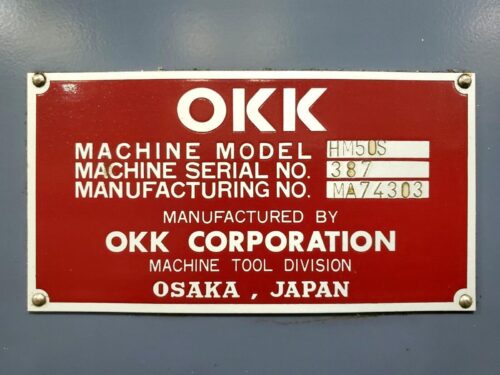 OKK
MACHINE MODEL HM50S
MACHINE SERIAL NO. 387
MANUFACTURING NO. MA74303
MANUFACTURED BY
OKK CORPORATION
MACHINE TOOL DIVISION
OSAKA , JAPAN